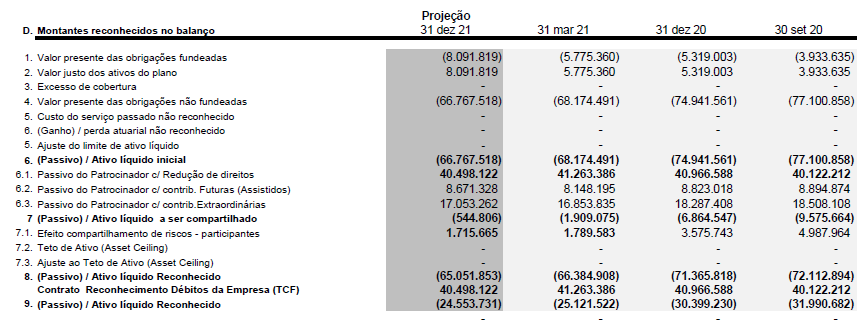 Projeção
D. Montantes reconhecidos no balanço 31 dez 21 31 mar 21 31 dez 20 30 set 20
1. Valor presente das obrigações fundeadas (8.091.819) (5.775.360) (5.319.003) (3.933.635)
2. Valor justo dos ativos do plano 8.091.819 5.775.360 5.319.003 3.933.635
3. Excesso de cobertura - - - -
4. Valor presente das obrigações não fundeadas (66.767.518) (68.174.491) (74.941.561) (77.100.858)
5. Custo do serviço passado não reconhecido - - - -
6. (Ganho) / perda atuarial não reconhecido - - - -
5. Ajuste do limite de ativo líquido - - - -
6. (Passivo) / Ativo líquido inicial (66.767.518) (68.174.491) (74.941.561) (77.100.858)
6.1. Passivo do Patrocinador c/ Redução de direitos 40.498.122 41.263.386 40.966.588 40.122.212
6.2. Passivo do Patrocinador c/ contrib. Futuras (Assistidos) 8.671.328 8.148.195 8.823.018 8.894.874
6.3. Passivo do Patrocinador c/ contrib.Extraordinárias 17.053.262 16.853.835 18.287.408 18.508.108
7 (Passivo) / Ativo líquido a ser compartilhado (544.806) (1.909.075) (6.864.547) (9.575.664)
7.1. Efeito compartilhamento de riscos - participantes 1.715.665 1.789.583 3.575.743 4.987.964
7.2. Teto de Ativo (Asset Ceiling) - - - -
7.3. Ajuste ao Teto de Ativo (Asset Ceiling) - - - -
8. (Passivo) / Ativo líquido Reconhecido (65.051.853) (66.384.908) (71.365.818) (72.112.894)
Contrato Reconhecimento Débitos da Empresa (TCF) 40.498.122 41.263.386 40.966.588 40.122.212
9. (Passivo) / Ativo líquido Reconhecido (24.553.731) (25.121.522) (30.399.230) (31.990.682)
- - - -